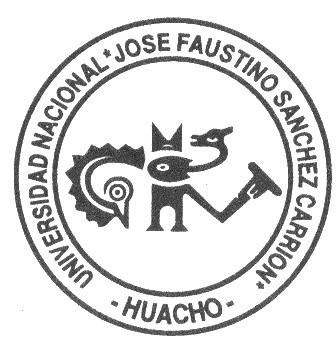 UNIVERSIDAD NACIONAL * JOSE FAUSTINO SANCHEZ CARRION *
- HUACHO -